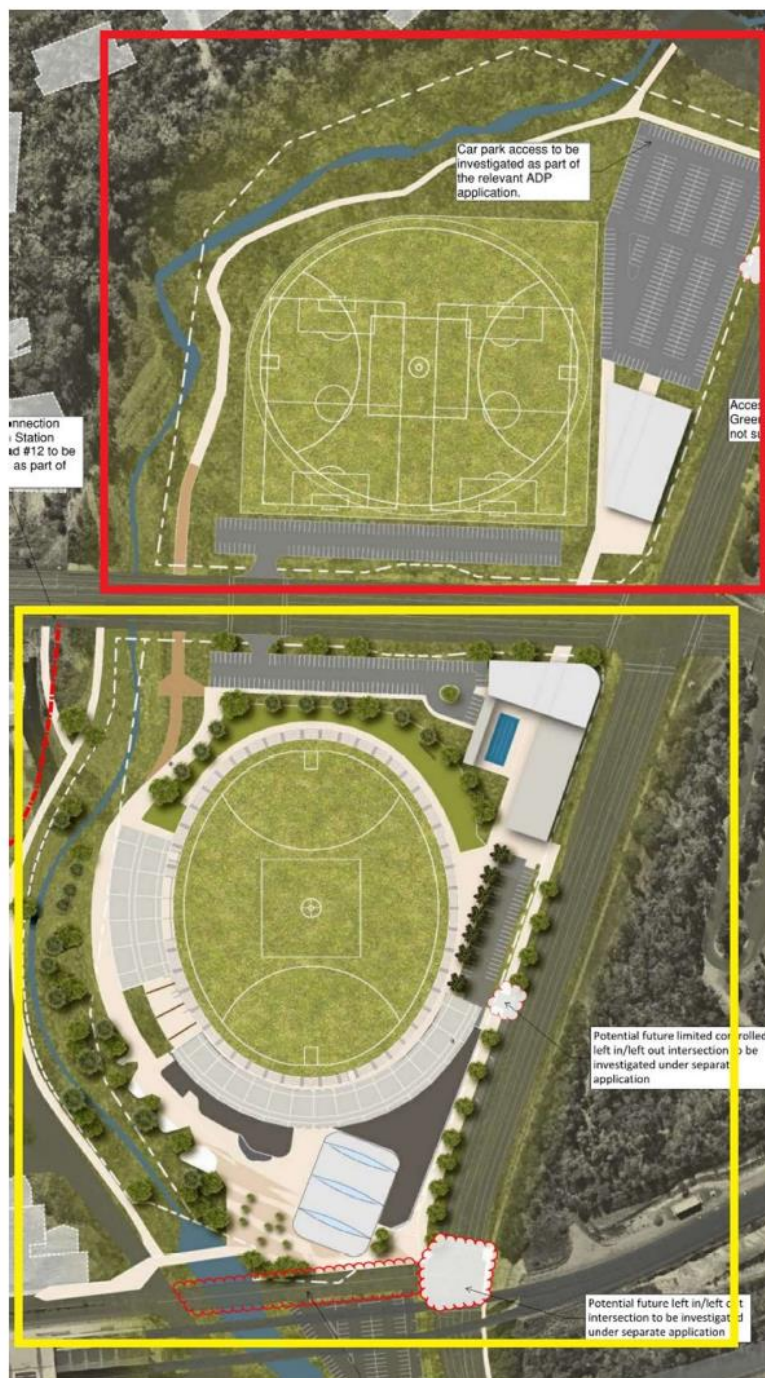 Car park access to be
investigated as part of
the relevant ADP
application.
Acces
Green
not su
nnection
Station
ad #12 to be
as part of
Potential future limited controlled
left in/left out intersection to be
investigated under separate
application
Potential future left in/left out
intersection to be investigated
under separate application